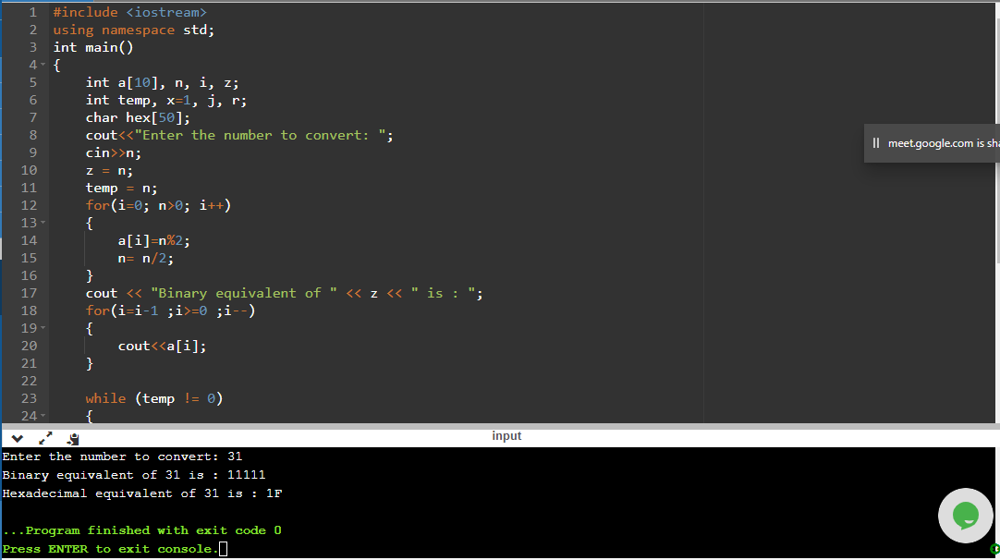 1 #include <iostream>
2 using namespace std;
3 int main()
4 {
5 int a[10], n, i, z;
6 int temp, x=1, j, r;
7 char hex[50];
8 cout<<"Enter the number to convert: ";
9 cin>>n;
10 z = n;
11 temp = n;
12 for(i=0; n>0; i++)
13 {
14 a[i]=n%2;
15 n= n/2;
16 }
17 cout << "Binary equivalent of " << z << " is : ";
18 for(i=i-1 ;i>=0 ;i--)
19 {
20 cout<<a[i];
21 }
22
23 while (temp != 0)
24 {
meet.google.com is sha
input
Enter the number to convert: 31
Binary equivalent of 31 is : 11111
Hexadecimal equivalent of 31 is : 1F
...Program finished with exit code 0
Press ENTER to exit console.